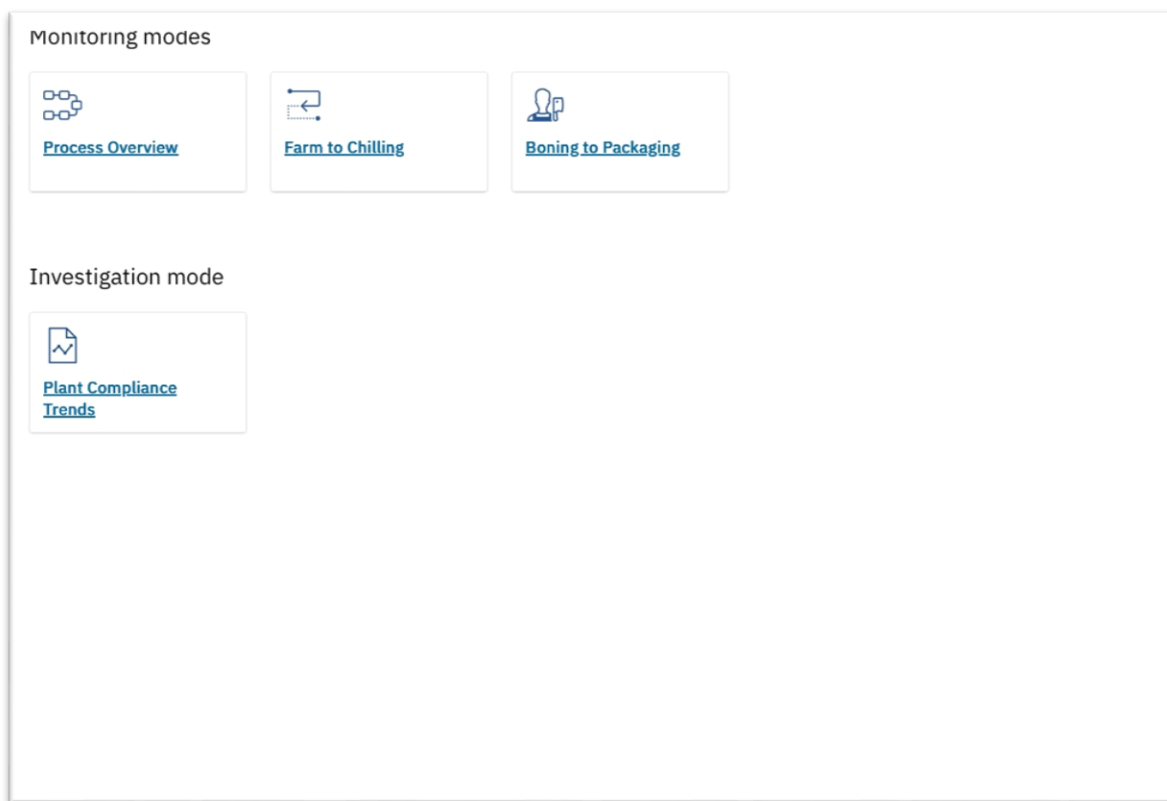 Monitoring modes
Process Overview
Farm to Chilling
Boning to Packaging
Investigation mode
Plant Compliance
Trends